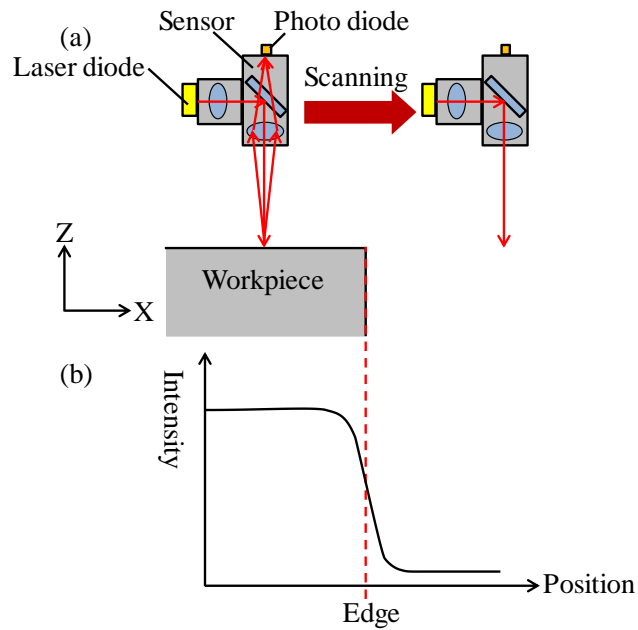 (a)
Sensor
Photo diode
Laser diode
Scanning
Z
X
Workpiece
(b)
Intensity
Position
Edge